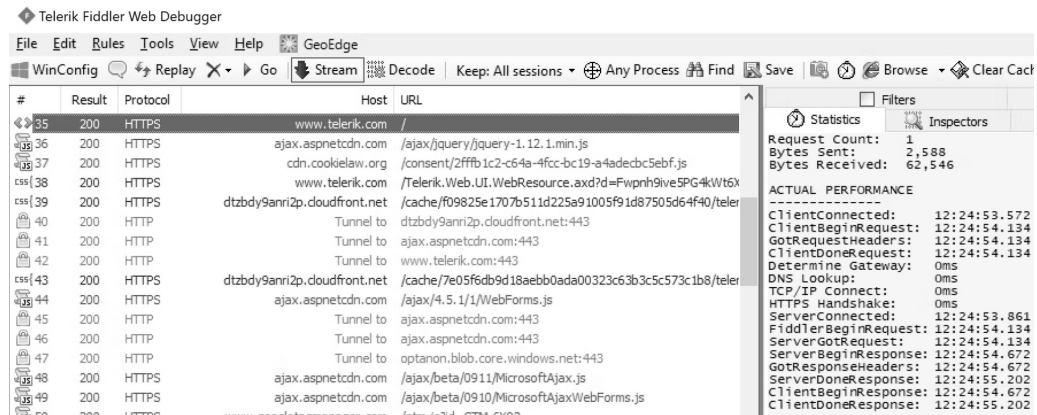 Telerik Fiddler Web Debugger
File Edit Rules Tools View Help GeoEdge
WinConfig Replay Go Stream Decode Keep: All sessions Any Process Find Save Browse Clear Cach
# Result Protocol Host URL
35 200 HTTPS www.telerik.com /
36 200 HTTPS ajax.aspnetcdn.com /ajax/jquery/jquery-1.12.1.min.js
37 200 HTTPS cdn.cookielaw.org /consent/2fffb1c2-c64a-4fcc-bc19-a4adecbc5ebf.js
38 200 HTTPS www.telerik.com /Telerik.Web.UI.WebResource.axd?d=Fwpnh9ive5PG4kWt6X
39 200 HTTPS dtzbdy9anri2p.cloudfront.net /cache/f09825e1707b511d225a91005f91d87505d64f40/teler
40 200 HTTP Tunnel to dtzbdy9anri2p.cloudfront.net:443
41 200 HTTP Tunnel to ajax.aspnetcdn.com:443
42 200 HTTP Tunnel to www.telerik.com:443
43 200 HTTPS dtzbdy9anri2p.cloudfront.net /cache/7e05f6db9d18aebb0ada00323c63b3c5c573c1b8/teler
44 200 HTTPS ajax.aspnetcdn.com /ajax/4.5.1/1/WebForms.js
45 200 HTTP Tunnel to ajax.aspnetcdn.com:443
46 200 HTTP Tunnel to ajax.aspnetcdn.com:443
47 200 HTTP Tunnel to optanon.blob.core.windows.net:443
48 200 HTTPS ajax.aspnetcdn.com /ajax/beta/0911/MicrosoftAjax.js
49 200 HTTPS ajax.aspnetcdn.com /ajax/beta/0910/MicrosoftAjaxWebForms.js
Filters
Statistics Inspectors
Request Count: 1
Bytes Sent: 2,588
Bytes Received: 62,546
ACTUAL PERFORMANCE
--------------
ClientConnected: 12:24:53.572
ClientBeginRequest: 12:24:54.134
GotRequestHeaders: 12:24:54.134
ClientDoneRequest: 12:24:54.134
Determine Gateway: 0ms
DNS Lookup: 0ms
TCP/IP Connect: 0ms
HTTPS Handshake: 0ms
ServerConnected: 12:24:53.861
FiddlerBeginRequest: 12:24:54.134
ServerGotRequest: 12:24:54.134
ServerBeginResponse: 12:24:54.672
GotResponseHeaders: 12:24:54.672
ServerDoneResponse: 12:24:55.202
ClientBeginResponse: 12:24:54.672
ClientDoneResponse: 12:24:55.202